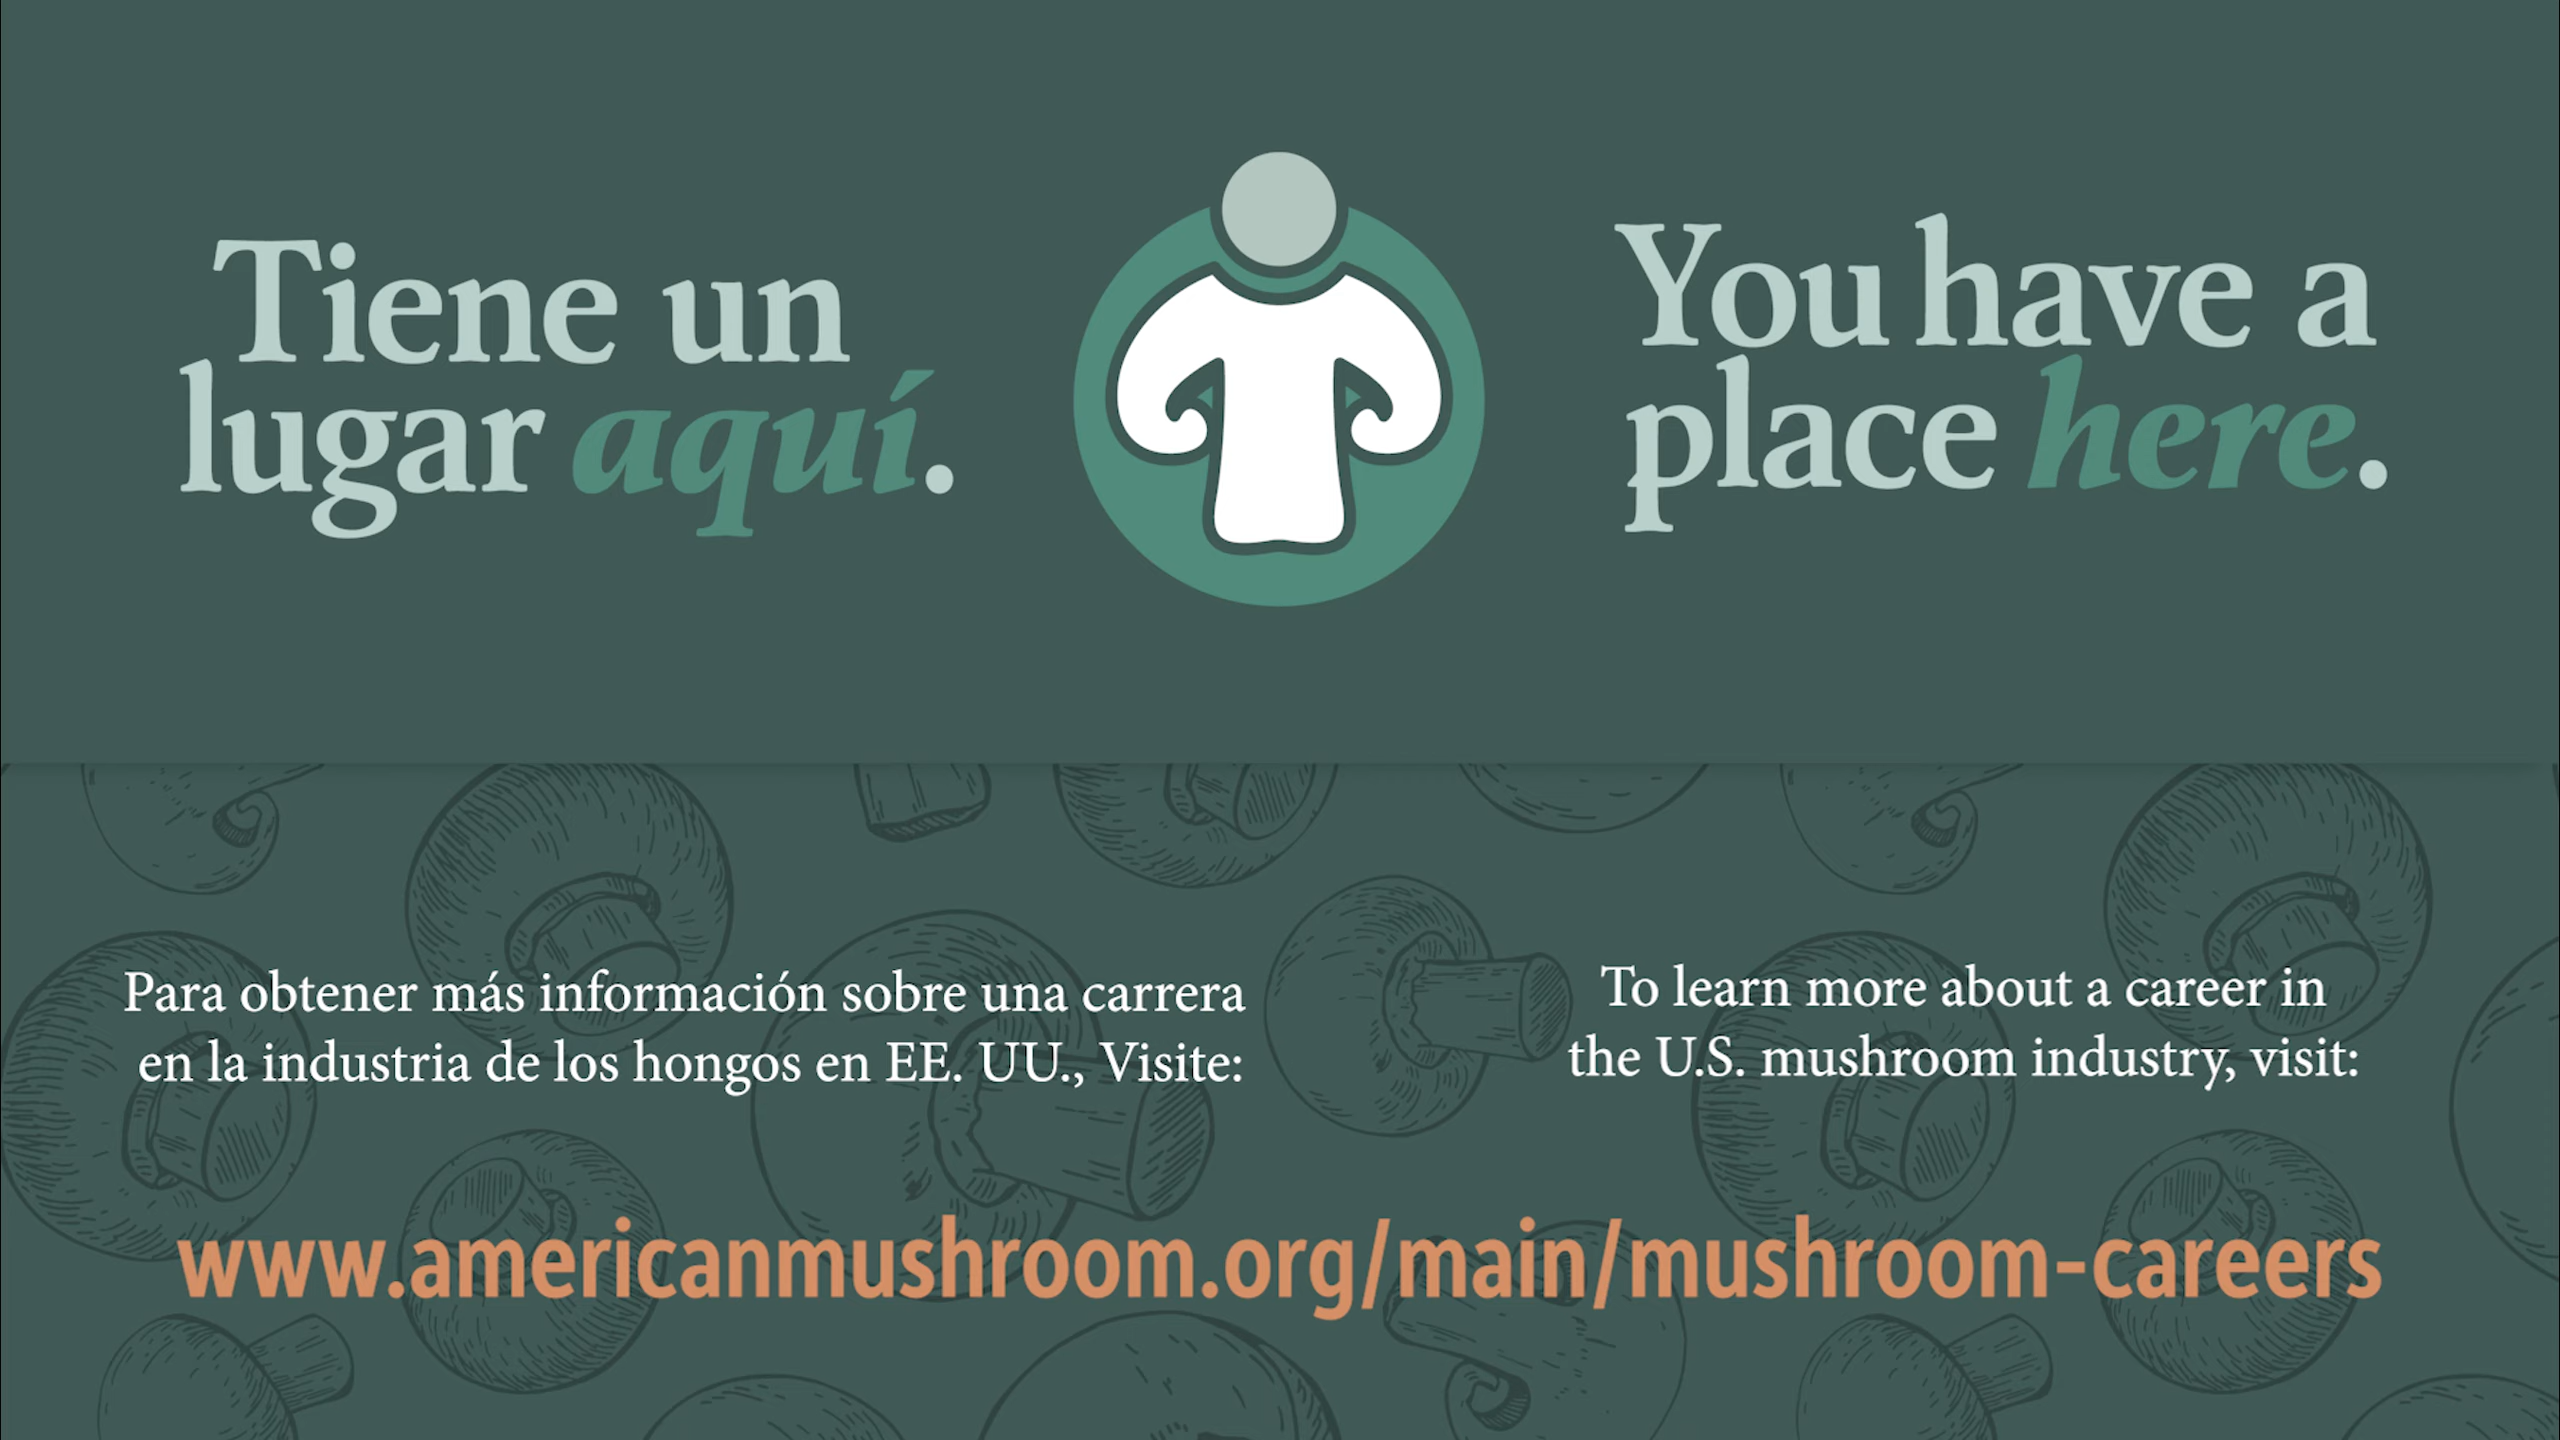 Tiene un
lugar aquí.
You have a
place here.
Para obtener más información sobre una carrera
en la industria de los hongos en EE. UU., Visite:
To learn more about a career in
the U.S. mushroom industry, visit:
www.americanmushroom.org/main/mushroom-careers